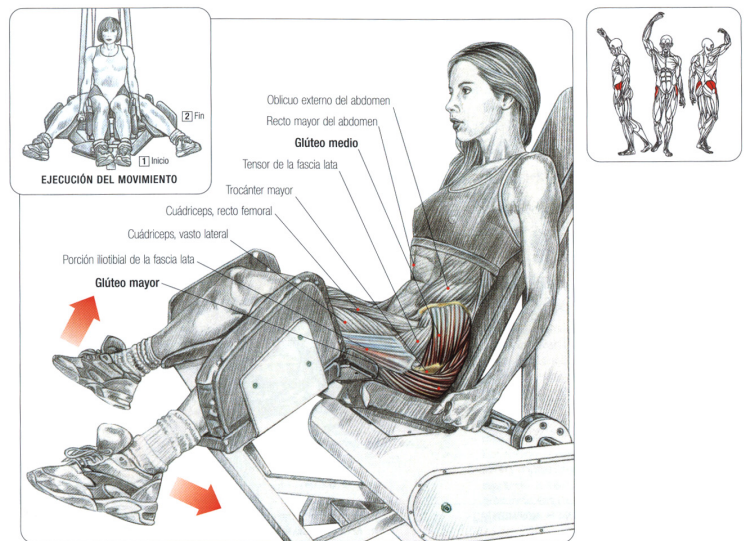 2 Fin
1 Inicio
EJECUCIÓN DEL MOVIMIENTO
Oblicuo externo del abdomen
Recto mayor del abdomen
Glúteo medio
Tensor de la fascia lata
Trocánter mayor
Cuádriceps, recto femoral
Cuádriceps, vasto lateral
Porción iliotibial de la fascia lata
Glúteo mayor